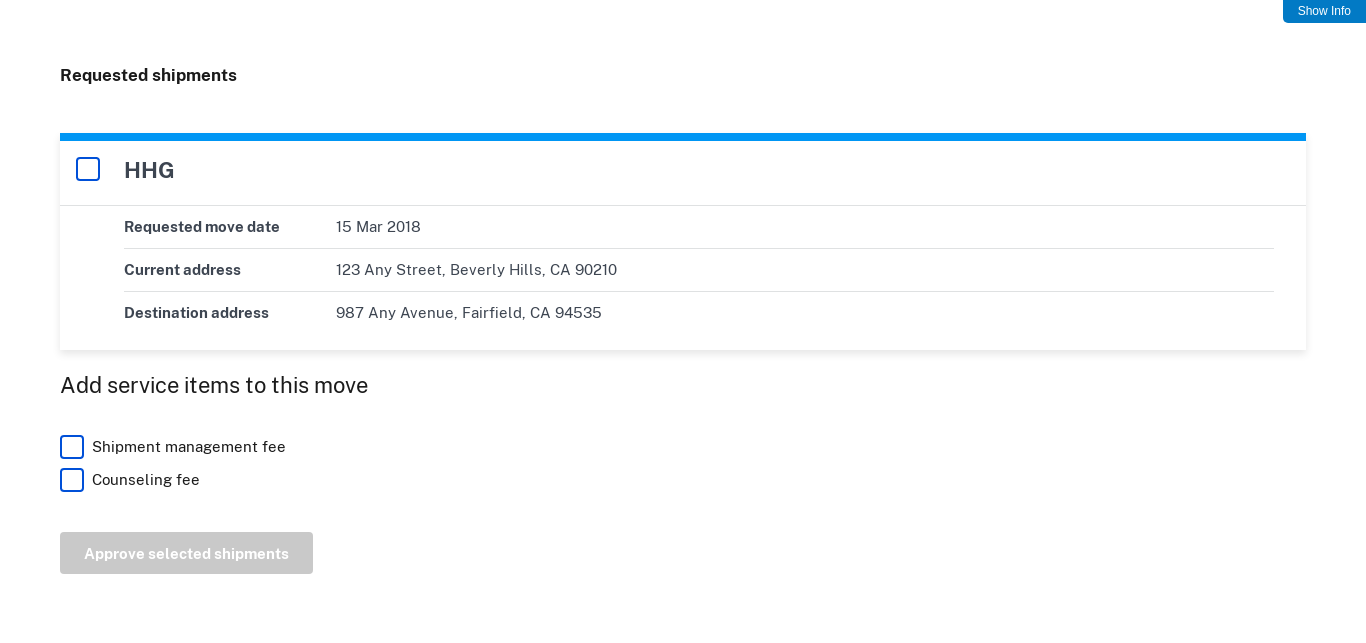 Show Info
Requested shipments
HHG
Requested move date 15 Mar 2018
Current address 123 Any Street, Beverly Hills, CA 90210
Destination address 987 Any Avenue, Fairfield, CA 94535
Add service items to this move
Shipment management fee
Counseling fee
Approve selected shipments